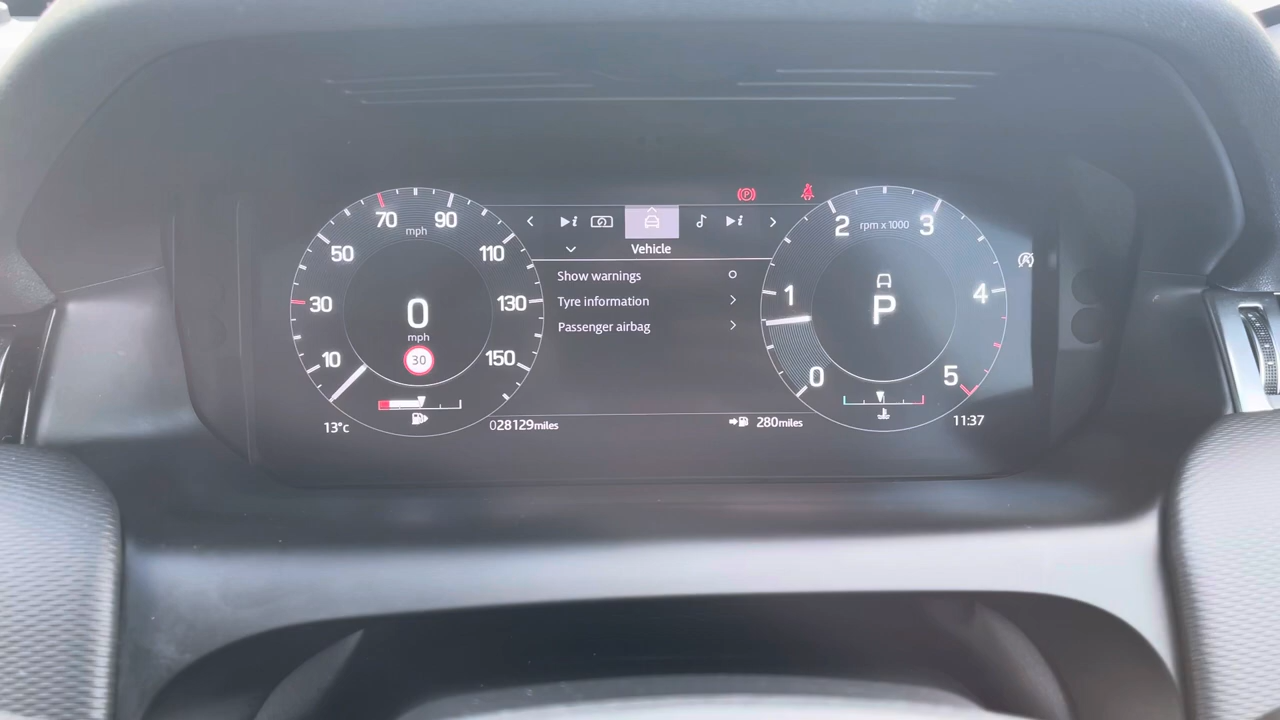 70
90
mph
50
110
30
130
10
150
0
mph
30
13°c
028129miles
Vehicle
Show warnings
Tyre information
Passenger airbag
280miles
P
2
rpm x 1000
3
1
4
P
0
5
11:37